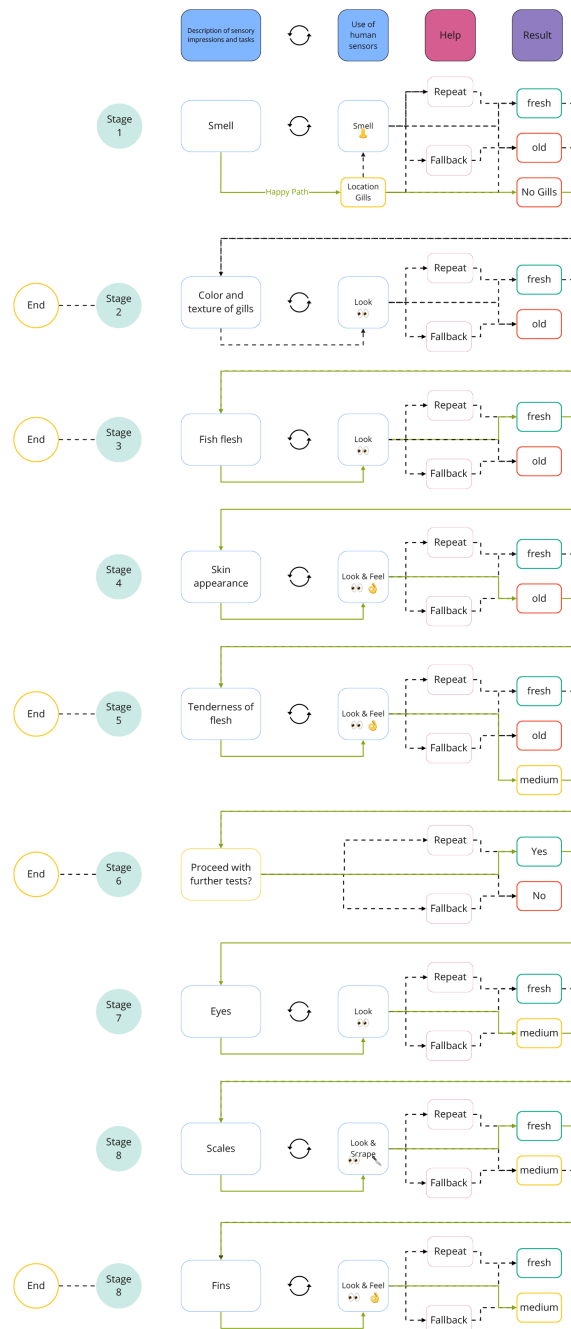 Description of sensory
impressions and tasks
Use of
human
sensors
Help
Result
Stage
1
Smell
Smell
Repeat
Fallback
fresh
old
Happy Path
Location
Gills
No Gills
End
Stage
2
Color and
texture of gills
Look
Repeat
Fallback
fresh
old
End
Stage
3
Fish flesh
Look
Repeat
Fallback
fresh
old
Stage
4
Skin
appearance
Look & Feel
Repeat
Fallback
fresh
old
End
Stage
5
Tenderness of
flesh
Look & Feel
Repeat
Fallback
fresh
old
medium
End
Stage
6
Proceed with
further tests?
Repeat
Fallback
Yes
No
Stage
7
Eyes
Look
Repeat
Fallback
fresh
medium
Stage
8
Scales
Look &
Scrape
Repeat
Fallback
fresh
medium
End
Stage
8
Fins
Look & Feel
Repeat
Fallback
fresh
medium